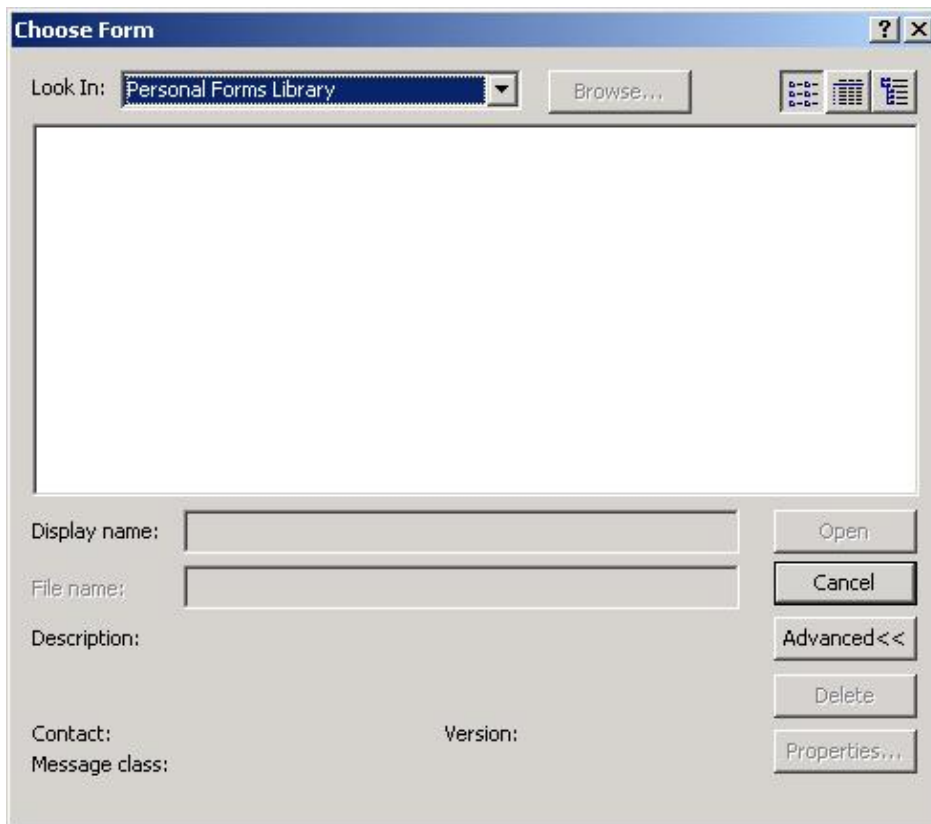 Choose Form
Look In: Personal Forms Library Browse...
Display name: Open
File name: Cancel
Description: Advanced<<
Delete
Contact: Version:
Properties...
Message class: